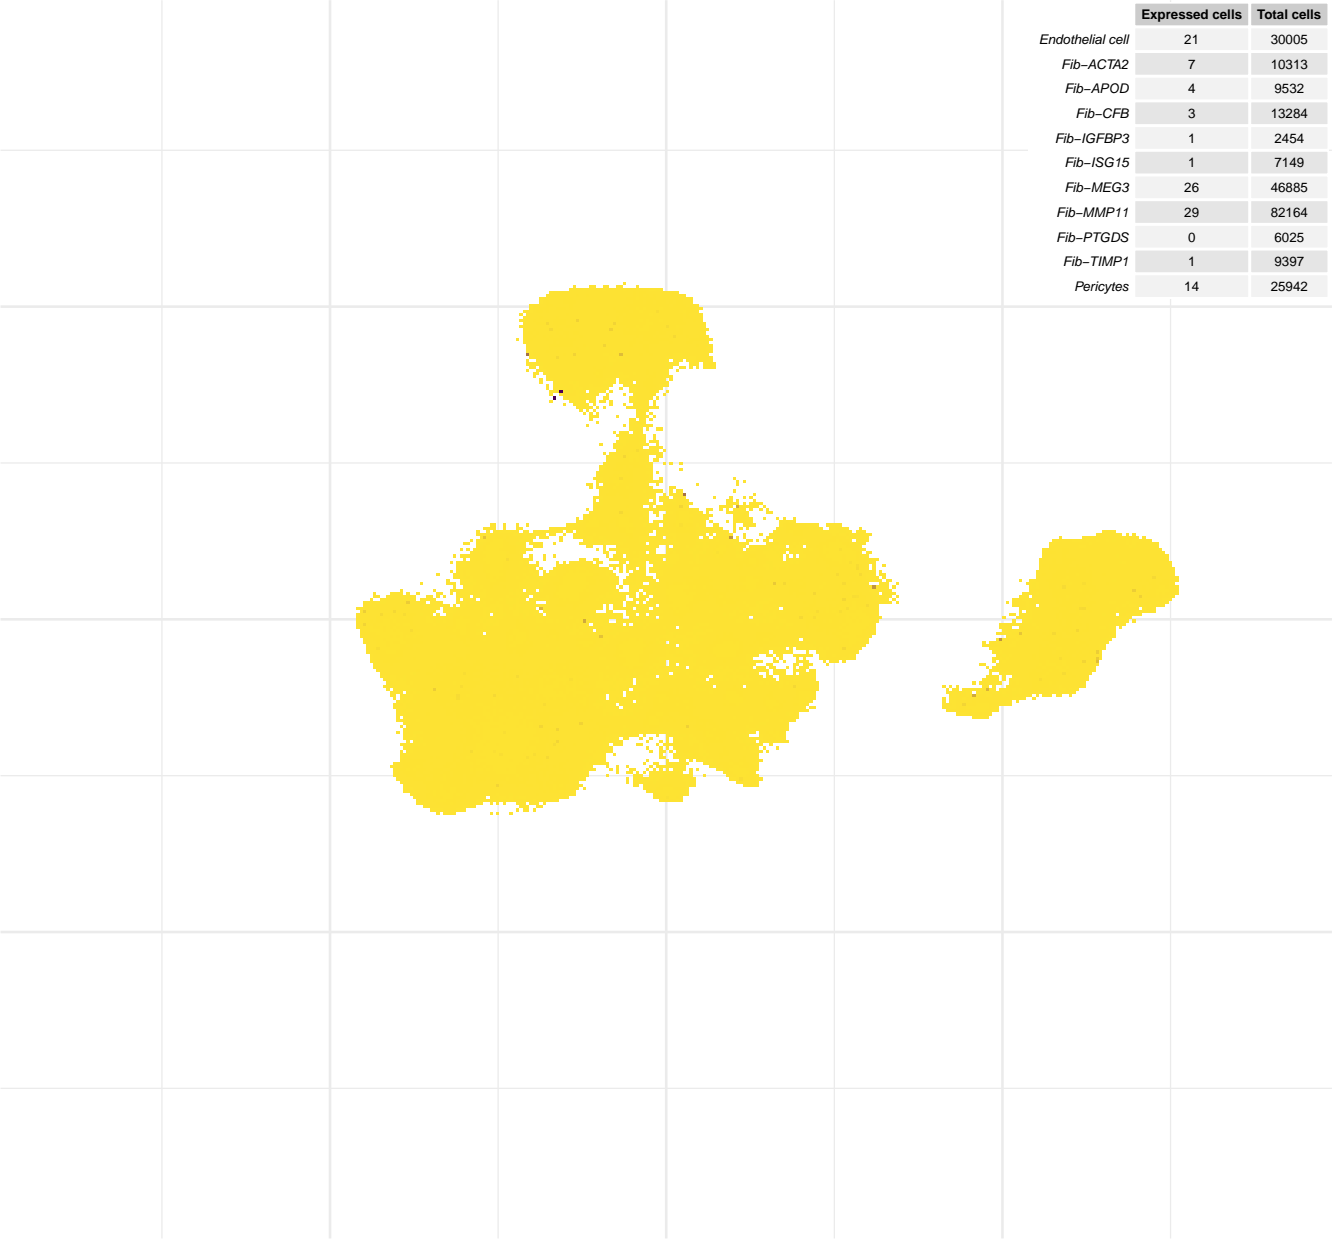 Expressed cells Total cells
Endothelial cell 21 30005
Fib−ACTA2 7 10313
Fib−APOD 4 9532
Fib−CFB 3 13284
Fib−IGFBP3 1 2454
Fib−ISG15 1 7149
Fib−MEG3 26 46885
Fib−MMP11 29 82164
Fib−PTGDS 0 6025
Fib−TIMP1 1 9397
Pericytes 14 25942